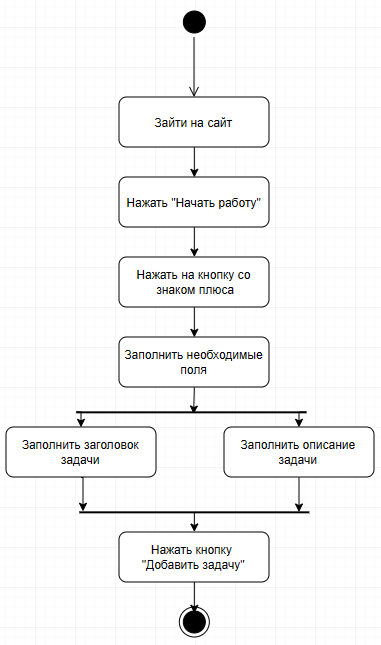 Зайти на сайт
Нажать "Начать работу"
Нажать на кнопку со
знаком плюса
Заполнить необходимые
поля
Заполнить заголовок
задачи
Заполнить описание
задачи
Нажать кнопку
"Добавить задачу"